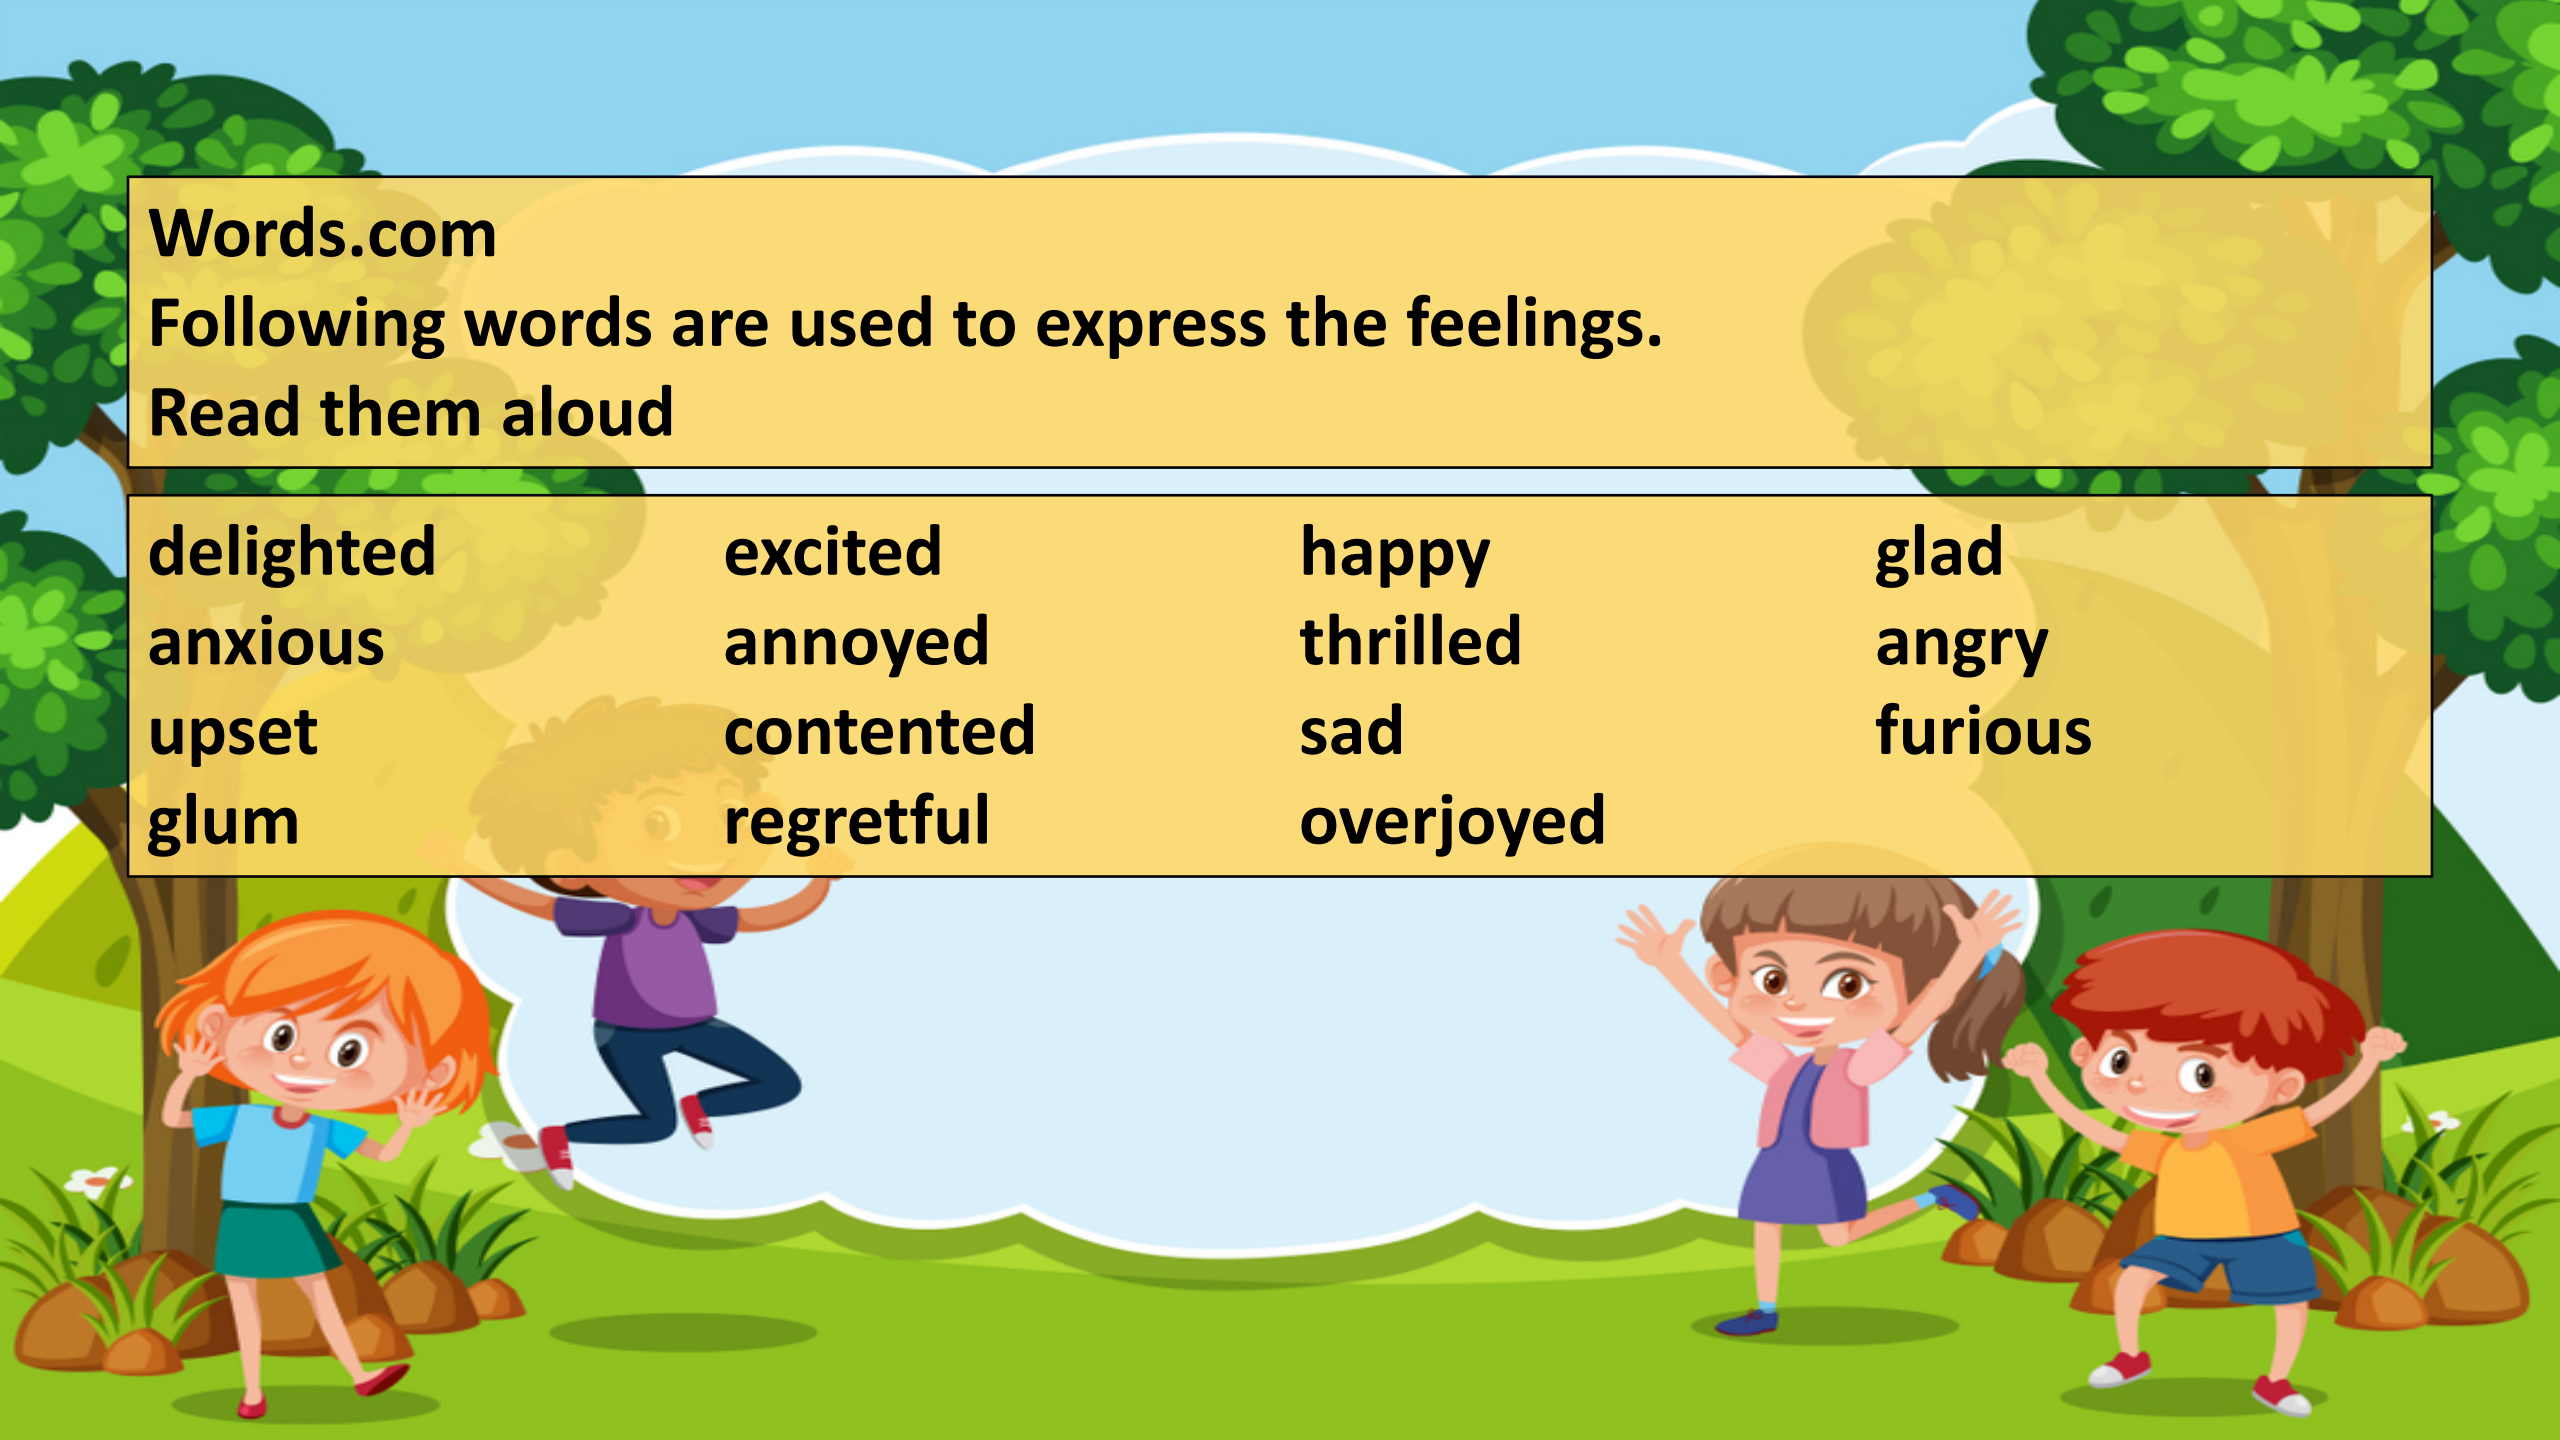 Words.com
Following words are used to express the feelings.
Read them aloud
delighted excited happy glad
anxious annoyed thrilled angry
upset contented sad furious
glum regretful overjoyed